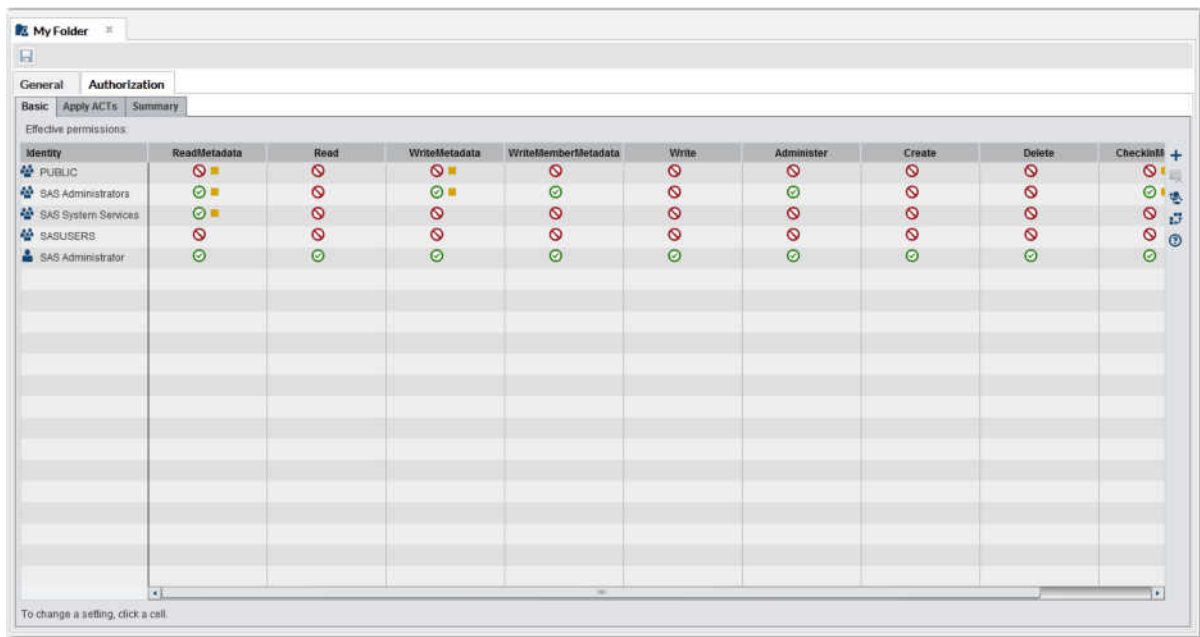 My Folder
General Authorization
Basic Apply ACTs Summary
Effective permissions:
Identity ReadMetadata Read WriteMetadata WriteMemberMetadata Write Administer Create Delete CheckInM
PUBLIC
SAS Administrators
SAS System Services
SASUSERS
SAS Administrator
To change a setting, click a cell.